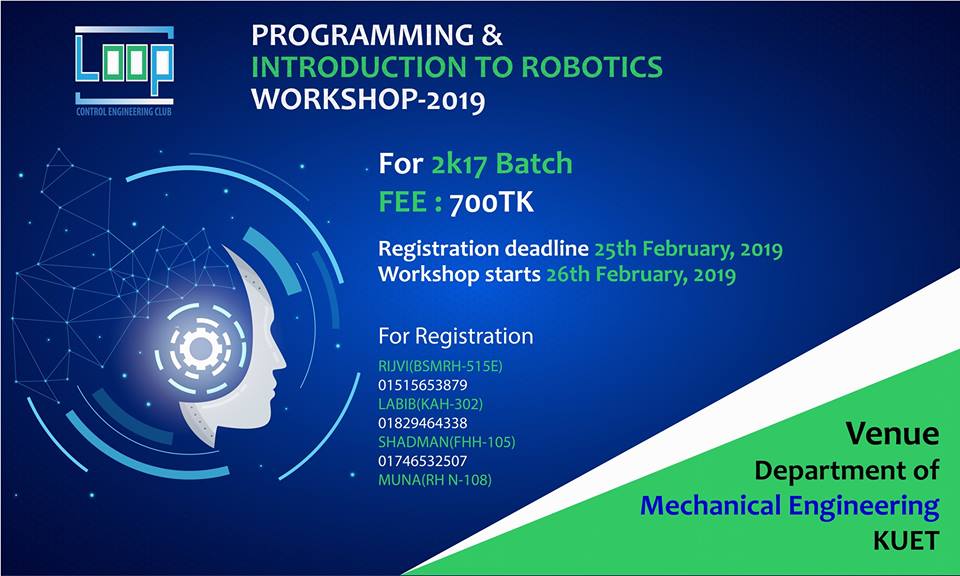 Loop
CONTROL ENGINEERING CLUB
PROGRAMMING &
INTRODUCTION TO ROBOTICS
WORKSHOP-2019
For 2k17 Batch
FEE : 700TK
Registration deadline 25th February, 2019
Workshop starts 26th February, 2019
For Registration
RIJVI(BSMRH-515E)
01515653879
LABIB(KAH-302)
01829464338
SHADMAN(FHH-105)
01746532507
MUNA(RH N-108)
Venue
Department of
Mechanical Engineering
KUET